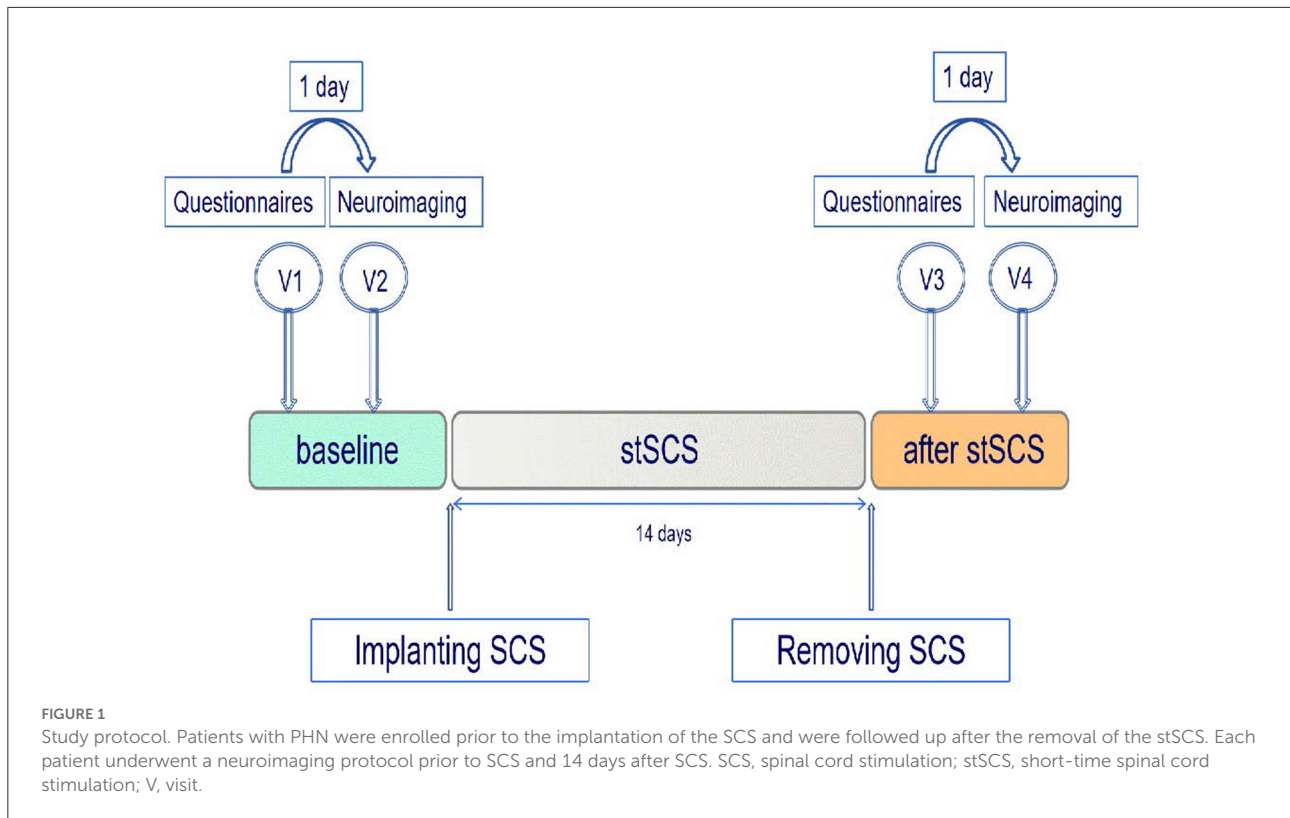 1 day
1 day
Questionnaires
Neuroimaging
Questionnaires
Neuroimaging
V1
V2
V3
V4
baseline
stSCS
after stSCS
14 days
Implanting SCS
Removing SCS
FIGURE 1
Study protocol. Patients with PHN were enrolled prior to the implantation of the SCS and were followed up after the removal of the stSCS. Each
patient underwent a neuroimaging protocol prior to SCS and 14 days after SCS. SCS, spinal cord stimulation; stSCS, short-time spinal cord
stimulation; V, visit.